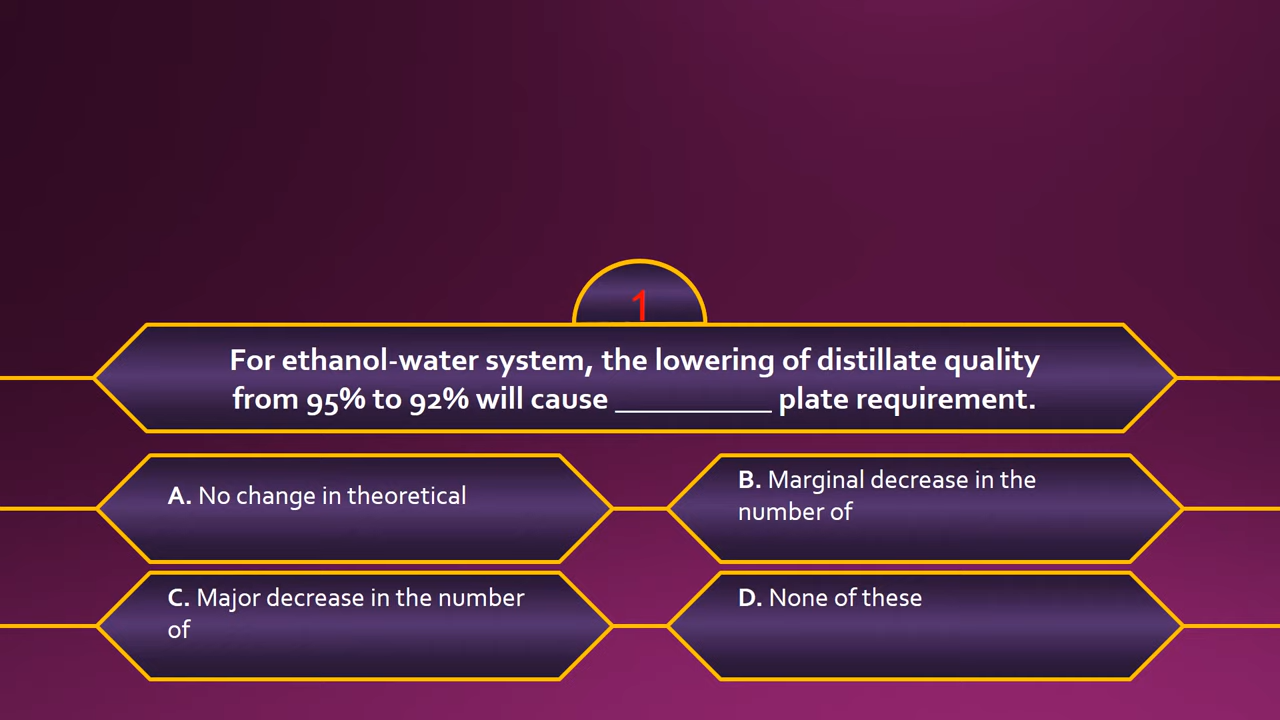 1
For ethanol-water system, the lowering of distillate quality
from 95% to 92% will cause ___________ plate requirement.
A. No change in theoretical
B. Marginal decrease in the
number of
C. Major decrease in the number
of
D. None of these